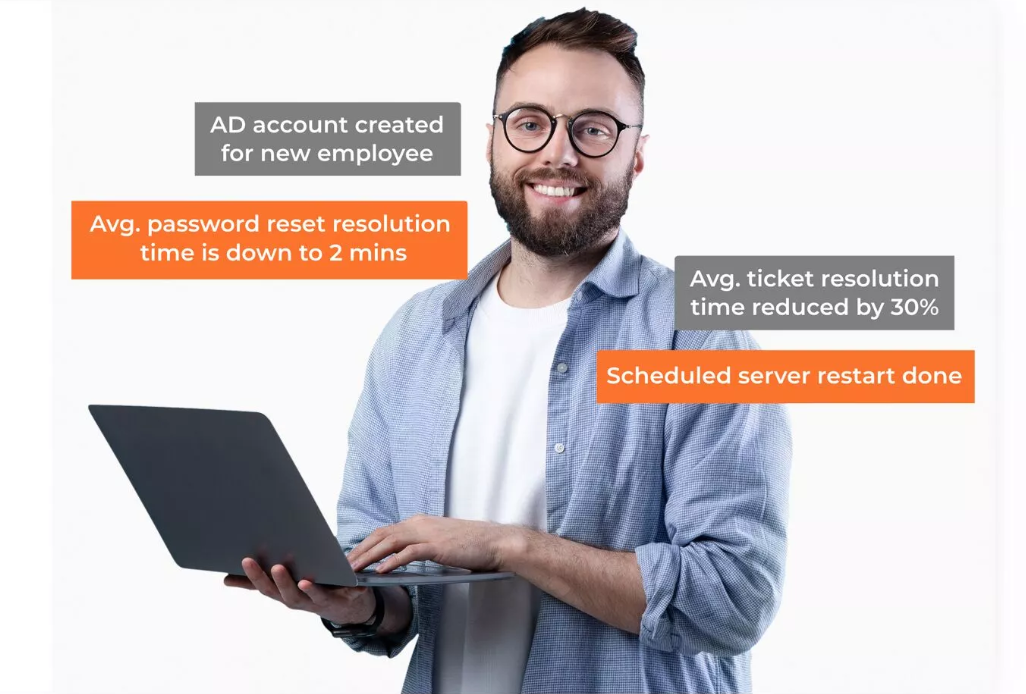 AD account created
for new employee
Avg. password reset resolution
time is down to 2 mins
Avg. ticket resolution
time reduced by 30%
Scheduled server restart done